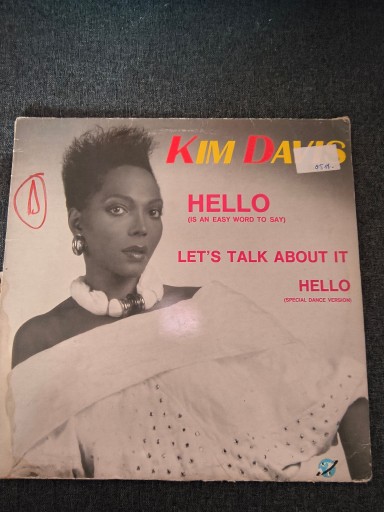 KIM DAVIS
HELLO
(IS AN EASY WORD TO SAY)
LET'S TALK ABOUT IT
HELLO
(SPECIAL DANCE VERSION)